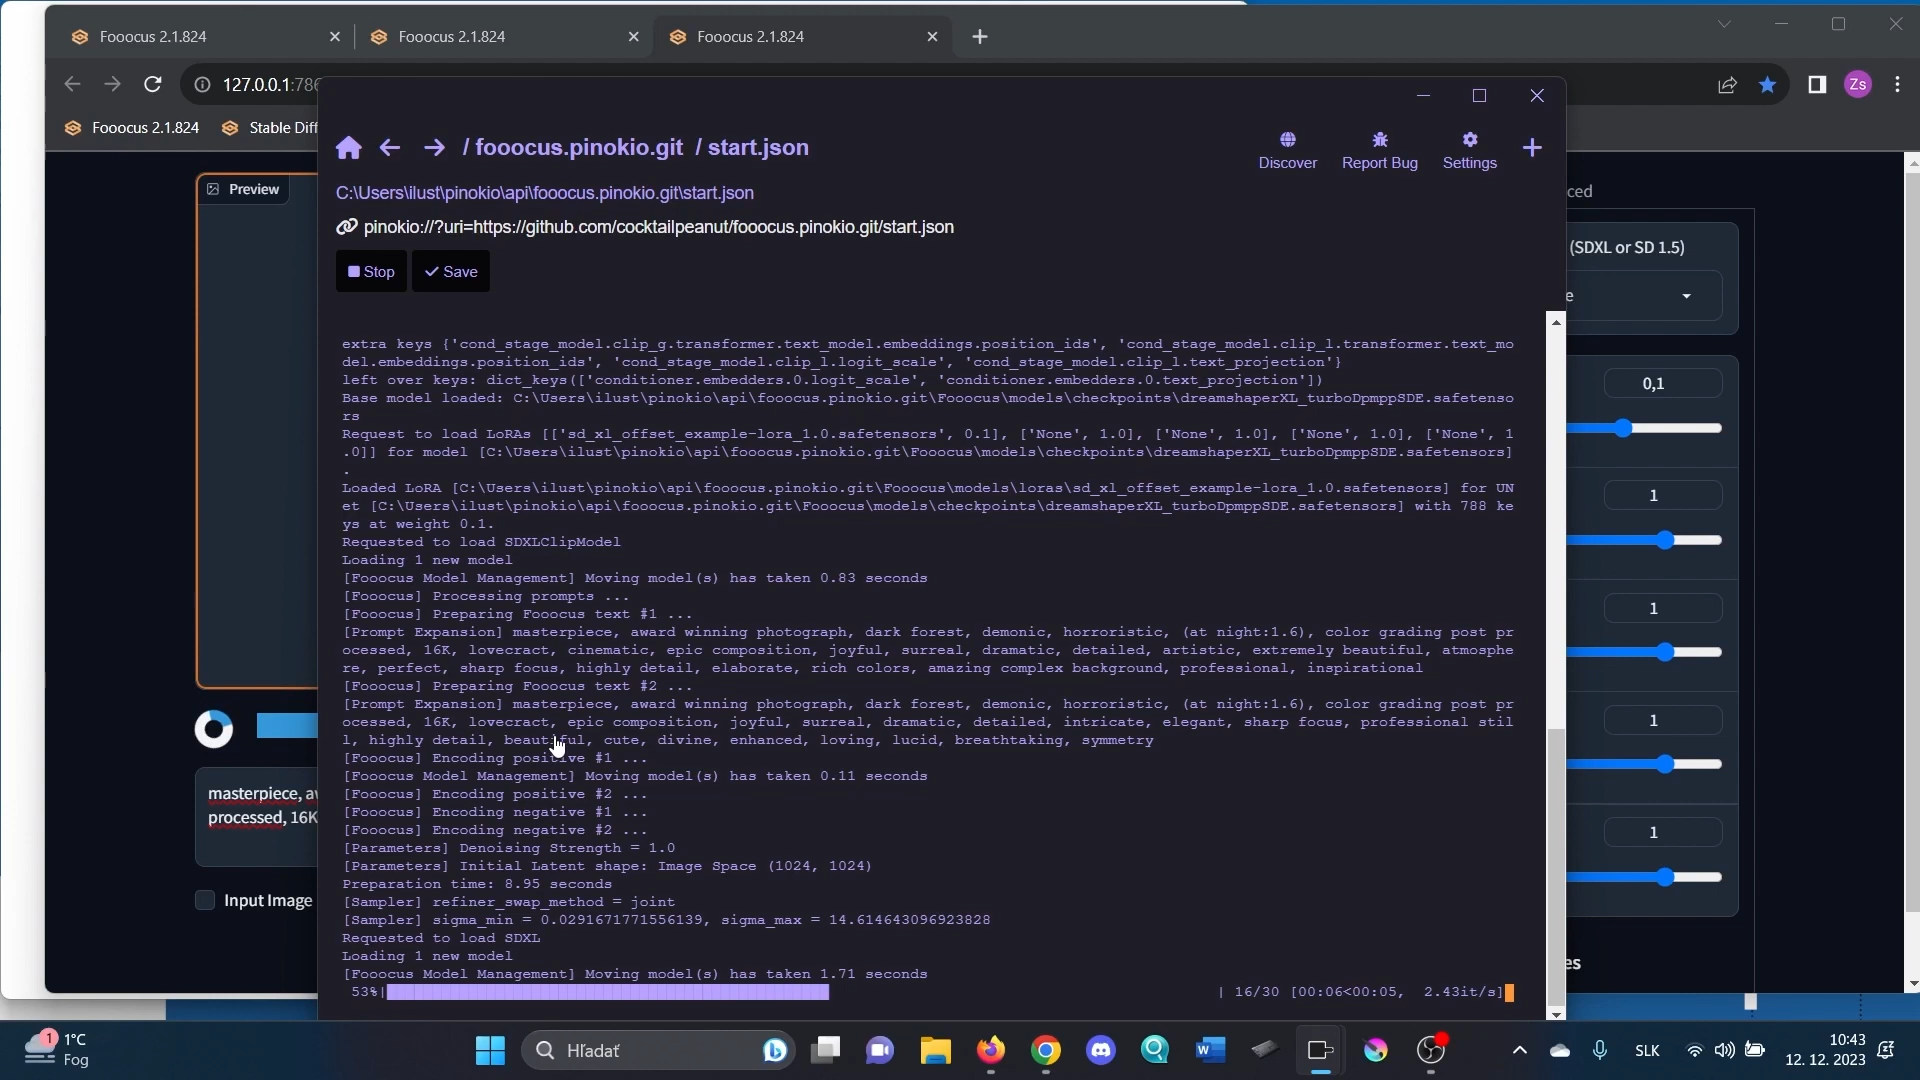 Fooocus 2.1.824
Fooocus 2.1.824
Fooocus 2.1.824
127.0.0.1:786
Zs
Fooocus 2.1.824
Stable Diff
/ fooocus.pinokio.git / start.json
Discover
Report Bug
Settings
C:\Users\ilust\pinokio\api\fooocus.pinokio.git\start.json
pinokio://?uri=https://github.com/cocktailpeanut/fooocus.pinokio.git/start.json
Stop
Save
Preview
ced
(SDXL or SD 1.5)
e
0,1
1
1
1
1
es
extra keys {'cond_stage_model.clip_g.transformer.text_model.embeddings.position_ids', 'cond_stage_model.clip_l.transformer.text_mo
del.embeddings.position_ids', 'cond_stage_model.clip_l.logit_scale', 'cond_stage_model.clip_l.text_projection'}
left over keys: dict_keys(['conditioner.embedders.0.logit_scale', 'conditioner.embedders.0.text_projection'])
Base model loaded: C:\Users\ilust\pinokio\api\fooocus.pinokio.git\Fooocus\models\checkpoints\dreamshaperXL_turboDpmppSDE.safetenso
rs
Request to load LoRAs [['sd_xl_offset_example-lora_1.0.safetensors', 0.1], ['None', 1.0], ['None', 1.0], ['None', 1.0], ['None', 1
.0]] for model [C:\Users\ilust\pinokio\api\fooocus.pinokio.git\Fooocus\models\checkpoints\dreamshaperXL_turboDpmppSDE.safetensors]
.
Loaded LoRA [C:\Users\ilust\pinokio\api\fooocus.pinokio.git\Fooocus\models\loras\sd_xl_offset_example-lora_1.0.safetensors] for UN
et [C:\Users\ilust\pinokio\api\fooocus.pinokio.git\Fooocus\models\checkpoints\dreamshaperXL_turboDpmppSDE.safetensors] with 788 ke
ys at weight 0.1.
Requested to load SDXLClipModel
Loading 1 new model
[Fooocus Model Management] Moving model(s) has taken 0.83 seconds
[Fooocus] Processing prompts ...
[Fooocus] Preparing Fooocus text #1 ...
[Prompt Expansion] masterpiece, award winning photograph, dark forest, demonic, horroristic, (at night:1.6), color grading post pr
ocessed, 16K, lovecract, cinematic, epic composition, joyful, surreal, dramatic, detailed, artistic, extremely beautiful, atmosphe
re, perfect, sharp focus, highly detail, elaborate, rich colors, amazing complex background, professional, inspirational
[Fooocus] Preparing Fooocus text #2 ...
[Prompt Expansion] masterpiece, award winning photograph, dark forest, demonic, horroristic, (at night:1.6), color grading post pr
ocessed, 16K, lovecract, epic composition, joyful, surreal, dramatic, detailed, intricate, elegant, sharp focus, professional stil
l, highly detail, beautiful, cute, divine, enhanced, loving, lucid, breathtaking, symmetry
[Fooocus] Encoding positive #1 ...
[Fooocus Model Management] Moving model(s) has taken 0.11 seconds
[Fooocus] Encoding positive #2 ...
[Fooocus] Encoding negative #1 ...
[Fooocus] Encoding negative #2 ...
[Parameters] Denoising Strength = 1.0
[Parameters] Initial Latent shape: Image Space (1024, 1024)
Preparation time: 8.95 seconds
[Sampler] refiner_swap_method = joint
[Sampler] sigma_min = 0.0291671771556139, sigma_max = 14.614643096923828
Requested to load SDXL
Loading 1 new model
[Fooocus Model Management] Moving model(s) has taken 1.71 seconds
53%| | 16/30 [00:06<00:05, 2.43it/s]
masterpiece, aw
processed, 16K
Input Image
1
1°C
Fog
Hľadať
SLK
10:43
12. 12. 2023